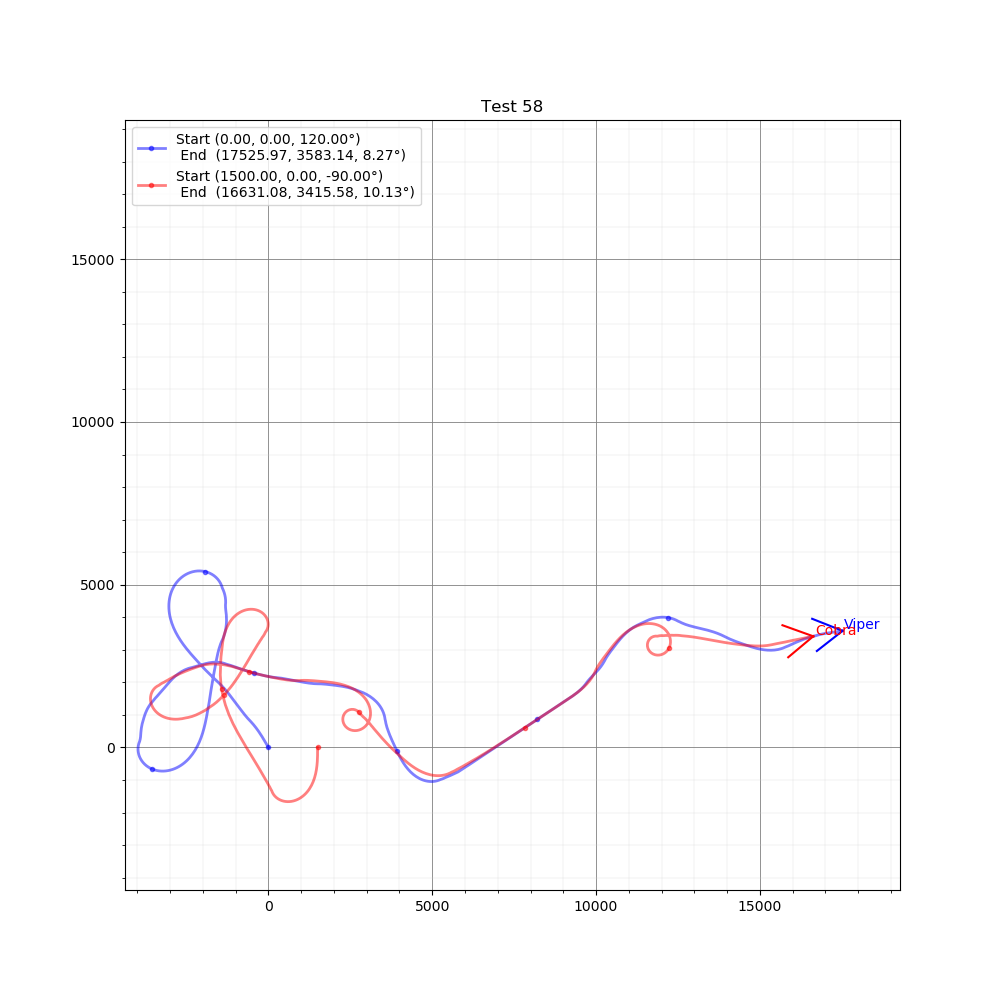 Test 58
Start (0.00, 0.00, 120.00°)
End  (17525.97, 3583.14, 8.27°)
Start (1500.00, 0.00, -90.00°)
End  (16631.08, 3415.58, 10.13°)
15000
10000
5000
0
Viper
Cobra
0
5000
10000
15000